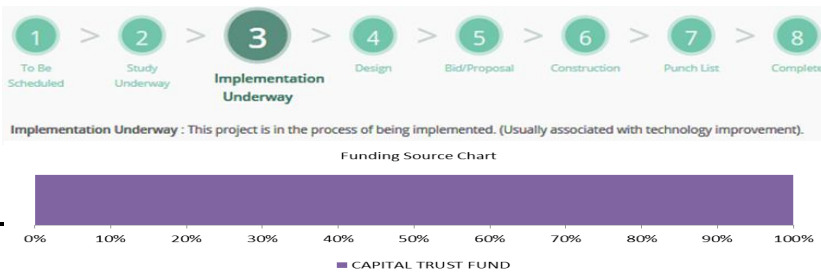 1 > 2 > 3 > 4 > 5 > 6 > 7 > 8
To Be Scheduled Study Underway Implementation Underway Design Bid/Proposal Construction Punch List Complete
Implementation Underway : This project is in the process of being implemented. (Usually associated with technology improvement).
Funding Source Chart
0% 10% 20% 30% 40% 50% 60% 70% 80% 90% 100%
CAPITAL TRUST FUND